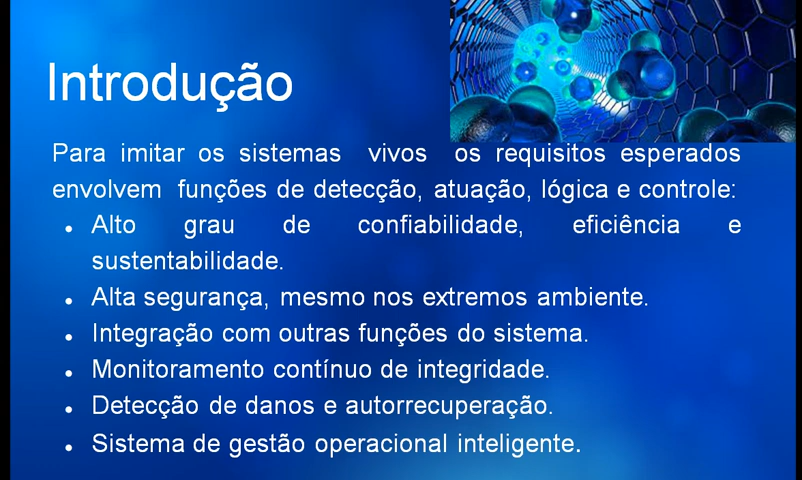 Introdução
Para imitar os sistemas vivos os requisitos esperados
envolvem funções de detecção, atuação, lógica e controle:
• Alto grau de confiabilidade, eficiência e
sustentabilidade.
• Alta segurança, mesmo nos extremos ambiente.
• Integração com outras funções do sistema.
• Monitoramento contínuo de integridade.
• Detecção de danos e autorrecuperação.
• Sistema de gestão operacional inteligente.